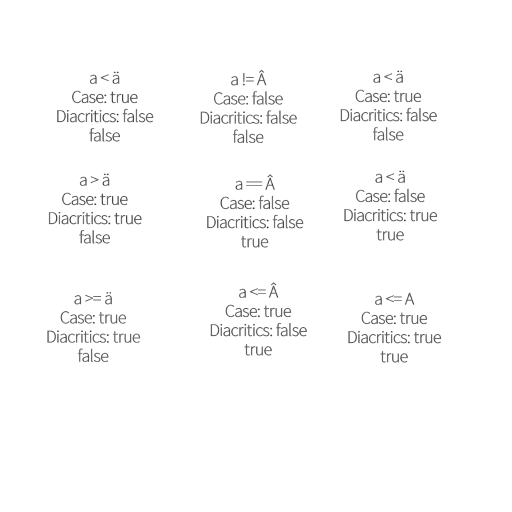 a < ä
Case: true
Diacritics: false
false
a != Â
Case: false
Diacritics: false
false
a < ä
Case: true
Diacritics: false
false
a > ä
Case: true
Diacritics: true
false
a == Â
Case: false
Diacritics: false
true
a < ä
Case: false
Diacritics: true
true
a >= ä
Case: true
Diacritics: true
false
a <= Â
Case: true
Diacritics: false
true
a <= A
Case: true
Diacritics: true
true